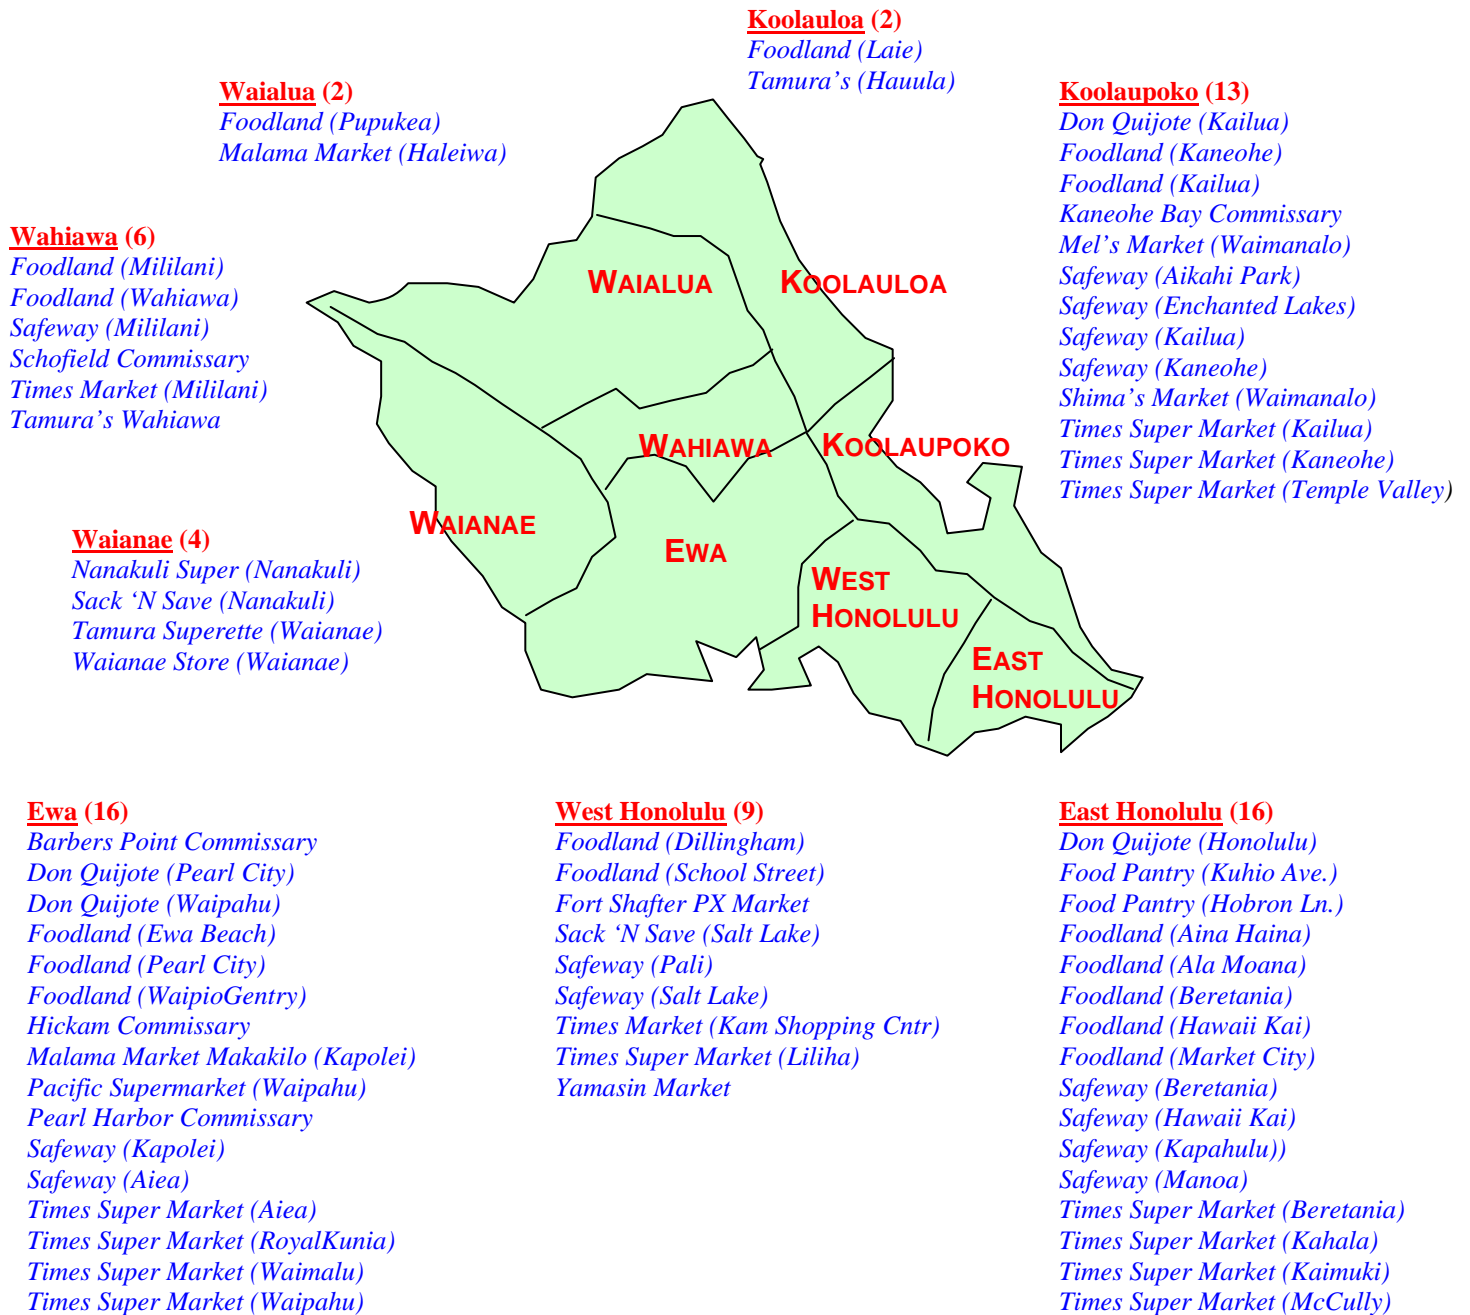 Koolauloa (2)
Foodland (Laie)
Tamura’s (Hauula)
Waialua (2)
Foodland (Pupukea)
Malama Market (Haleiwa)
Koolaupoko (13)
Don Quijote (Kailua)
Foodland (Kaneohe)
Foodland (Kailua)
Kaneohe Bay Commissary
Mel’s Market (Waimanalo)
Safeway (Aikahi Park)
Safeway (Enchanted Lakes)
Safeway (Kailua)
Safeway (Kaneohe)
Shima’s Market (Waimanalo)
Times Super Market (Kailua)
Times Super Market (Kaneohe)
Times Super Market (Temple Valley)
Wahiawa (6)
Foodland (Mililani)
Foodland (Wahiawa)
Safeway (Mililani)
Schofield Commissary
Times Market (Mililani)
Tamura’s Wahiawa
WAIALUA
KOOLAULOA
WAHIAWA
KOOLAUPOKO
WAIANAE
EWA
WEST
HONOLULU
EAST
HONOLULU
Waianae (4)
Nanakuli Super (Nanakuli)
Sack ‘N Save (Nanakuli)
Tamura Superette (Waianae)
Waianae Store (Waianae)
Ewa (16)
Barbers Point Commissary
Don Quijote (Pearl City)
Don Quijote (Waipahu)
Foodland (Ewa Beach)
Foodland (Pearl City)
Foodland (WaipioGentry)
Hickam Commissary
Malama Market Makakilo (Kapolei)
Pacific Supermarket (Waipahu)
Pearl Harbor Commissary
Safeway (Kapolei)
Safeway (Aiea)
Times Super Market (Aiea)
Times Super Market (RoyalKunia)
Times Super Market (Waimalu)
Times Super Market (Waipahu)
West Honolulu (9)
Foodland (Dillingham)
Foodland (School Street)
Fort Shafter PX Market
Sack ‘N Save (Salt Lake)
Safeway (Pali)
Safeway (Salt Lake)
Times Market (Kam Shopping Cntr)
Times Super Market (Liliha)
Yamasin Market
East Honolulu (16)
Don Quijote (Honolulu)
Food Pantry (Kuhio Ave.)
Food Pantry (Hobron Ln.)
Foodland (Aina Haina)
Foodland (Ala Moana)
Foodland (Beretania)
Foodland (Hawaii Kai)
Foodland (Market City)
Safeway (Beretania)
Safeway (Hawaii Kai)
Safeway (Kapahulu))
Safeway (Manoa)
Times Super Market (Beretania)
Times Super Market (Kahala)
Times Super Market (Kaimuki)
Times Super Market (McCully)